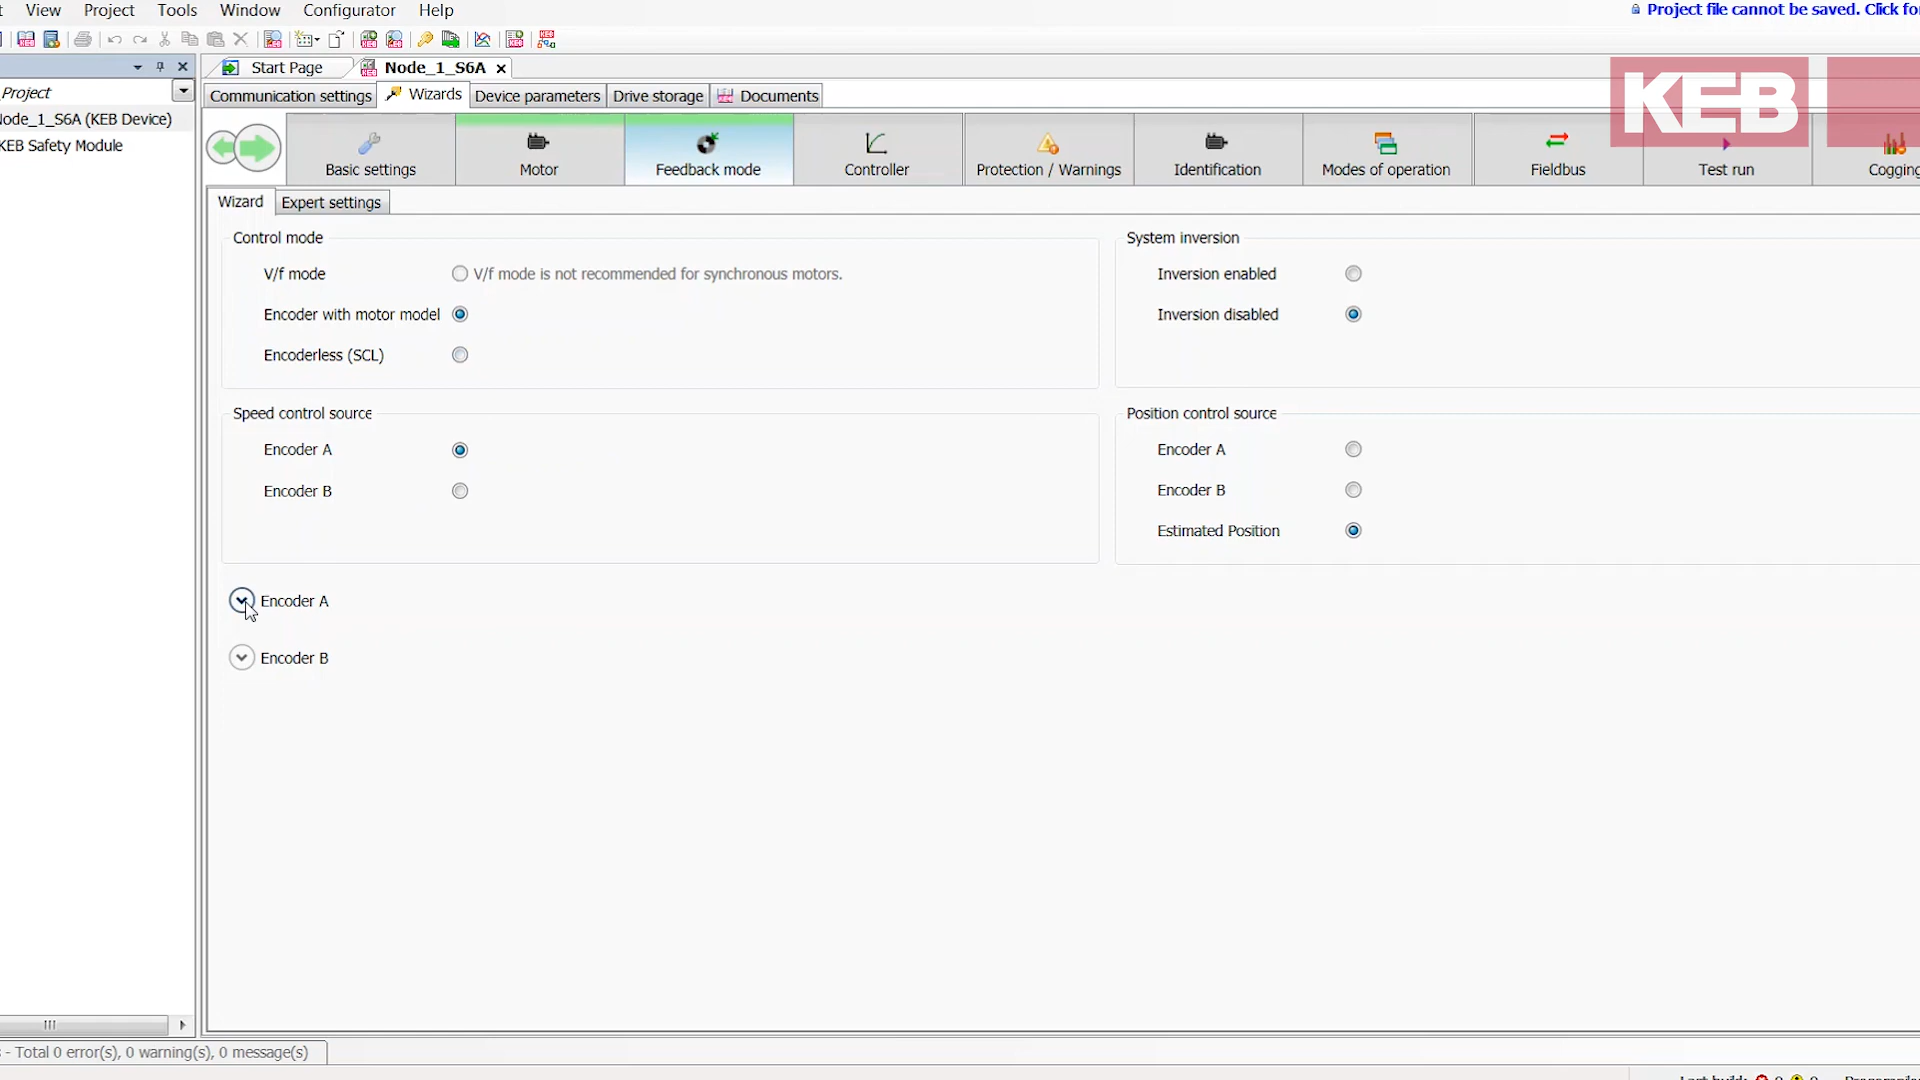 View Project Tools Window Configurator Help
Project file cannot be saved. Click fo
Start Page
Node_1_S6A
Project
Communication settings
Wizards
Device parameters
Drive storage
Documents
KEB
Node_1_S6A (KEB Device)
KEB Safety Module
Basic settings
Motor
Feedback mode
Controller
Protection / Warnings
Identification
Modes of operation
Fieldbus
Test run
Cogging
Wizard
Expert settings
Control mode
V/f mode
V/f mode is not recommended for synchronous motors.
Encoder with motor model
Encoderless (SCL)
System inversion
Inversion enabled
Inversion disabled
Speed control source
Encoder A
Encoder B
Position control source
Encoder A
Encoder B
Estimated Position
Encoder A
Encoder B
- Total 0 error(s), 0 warning(s), 0 message(s)